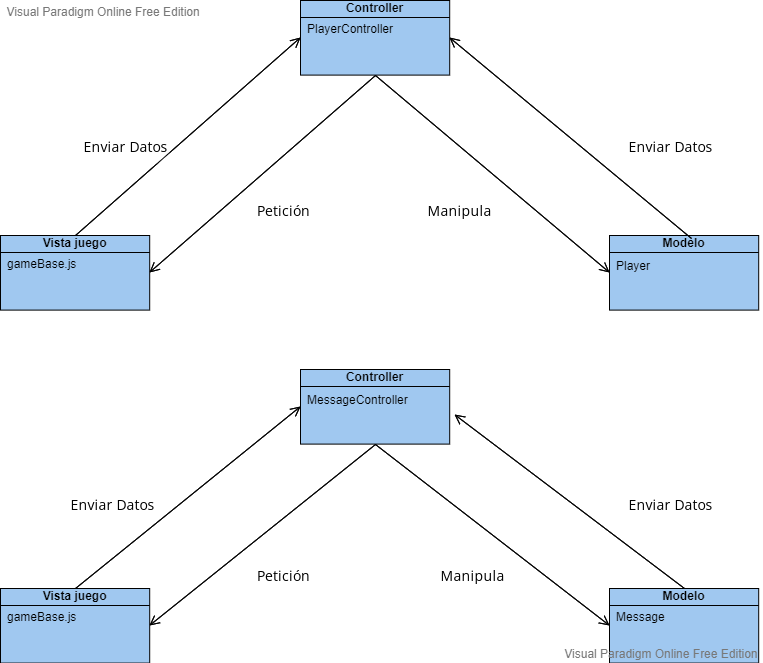 Visual Paradigm Online Free Edition
Controller
PlayerController
Enviar Datos
Enviar Datos
Petición
Manipula
Vista juego
gameBase.js
Modelo
Player
Controller
MessageController
Enviar Datos
Enviar Datos
Petición
Manipula
Vista juego
gameBase.js
Modelo
Message
Visual Paradigm Online Free Edition